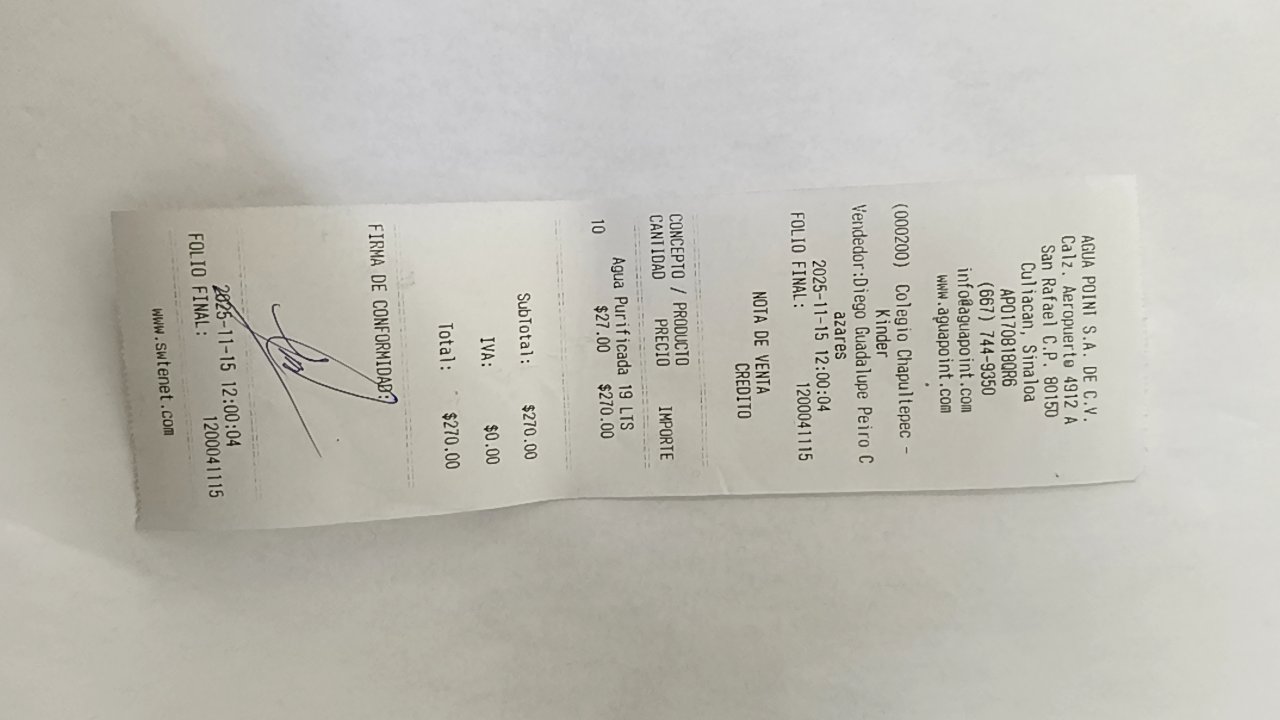 AGUA POINT S.A. DE C.V.
Calz. Aeropuerto 4912 A
San Rafael C.P. 80150
Culiacan, Sinaloa
APO170818QR6
(667) 744-9350
info@aguapoint.com
www.aguapoint.com
(000200) Colegio Chapultepec -
Kinder
Vendedor:Diego Guadalupe Peiro C
azares
2025-11-15 12:00:04
FOLIO FINAL: 1200041115
NOTA DE VENTA
CREDITO
CONCEPTO / PRODUCTO
CANTIDAD PRECIO IMPORTE
Agua Purificada 19 LTS
10 $27.00 $270.00
SubTotal: $270.00
IVA: $0.00
Total: $270.00
FIRMA DE CONFORMIDAD:
2025-11-15 12:00:04
FOLIO FINAL: 1200041115
www.swtenet.com